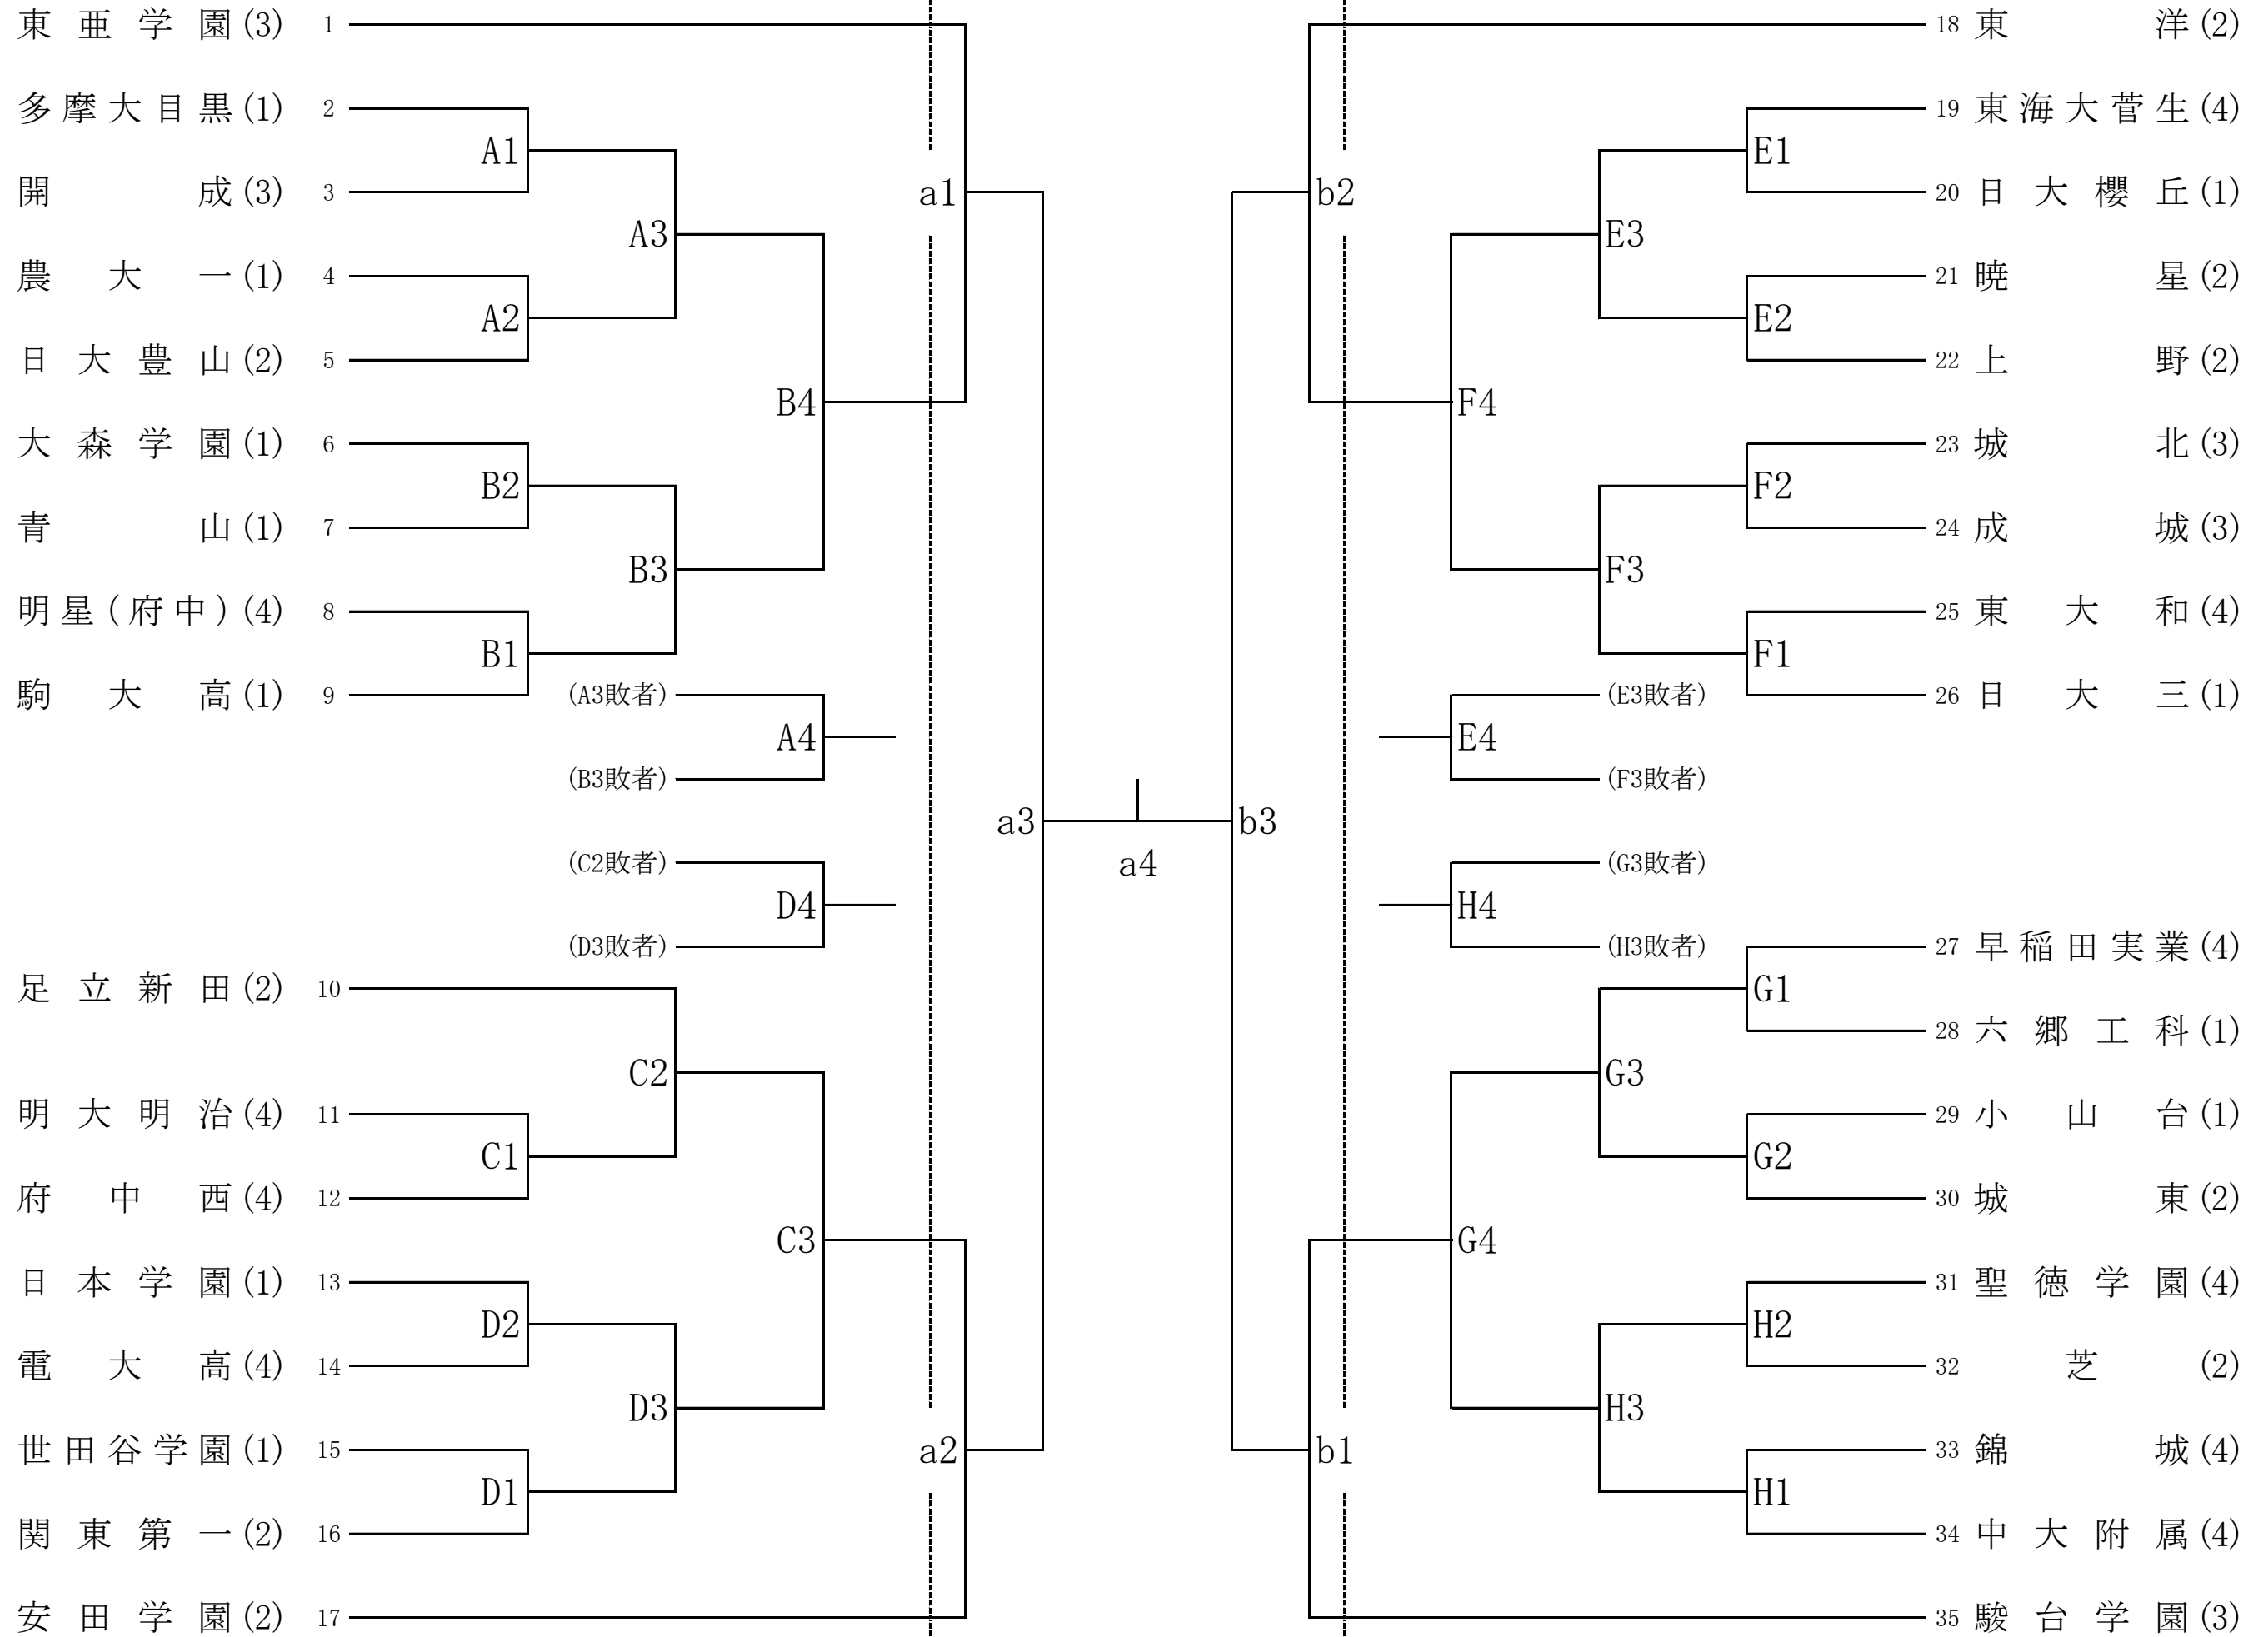 東亜学園(3) 1
多摩大目黒(1) 2
A1
開成(3) 3
A3
農大一(1) 4
A2
日大豊山(2) 5
B4
a1
大森学園(1) 6
B2
青山(1) 7
B3
明星(府中)(4) 8
B1
駒大高(1) 9
(A3敗者)
A4
(B3敗者)
a3
(C2敗者)
D4
(D3敗者)
足立新田(2) 10
C2
明大明治(4) 11
C1
府中西(4) 12
C3
日本学園(1) 13
D2
電大高(4) 14
D3
世田谷学園(1) 15
a2
D1
関東第一(2) 16
安田学園(2) 17
a4
18 東洋(2)
19 東海大菅生(4)
E1
20 日大櫻丘(1)
b2
E3
21 暁星(2)
E2
22 上野(2)
F4
23 城北(3)
F2
24 成城(3)
F3
25 東大和(4)
F1
26 日大三(1)
(E3敗者)
E4
(F3敗者)
b3
(G3敗者)
H4
(H3敗者)
27 早稲田実業(4)
G1
28 六郷工科(1)
G3
29 小山台(1)
G2
30 城東(2)
G4
31 聖徳学園(4)
H2
32 芝(2)
H3
33 錦城(4)
b1
H1
34 中大附属(4)
35 駿台学園(3)